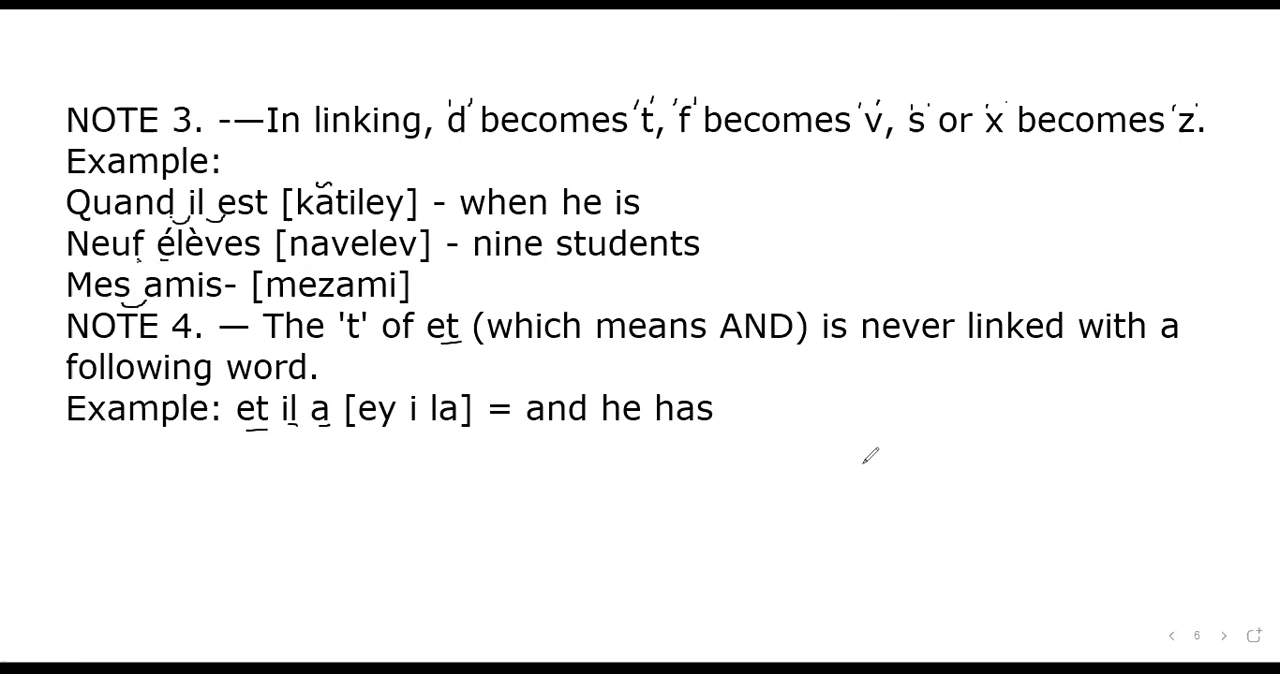 NOTE 3. -—In linking, 'd' becomes 't', 'f' becomes 'v', 's' or 'x' becomes 'z'.
Example:
Quand il est [kãtiley] - when he is
Neuf élèves [navelev] - nine students
Mes amis- [mezami]
NOTE 4. — The 't' of et (which means AND) is never linked with a
following word.
Example: et il a [ey i la] = and he has
6